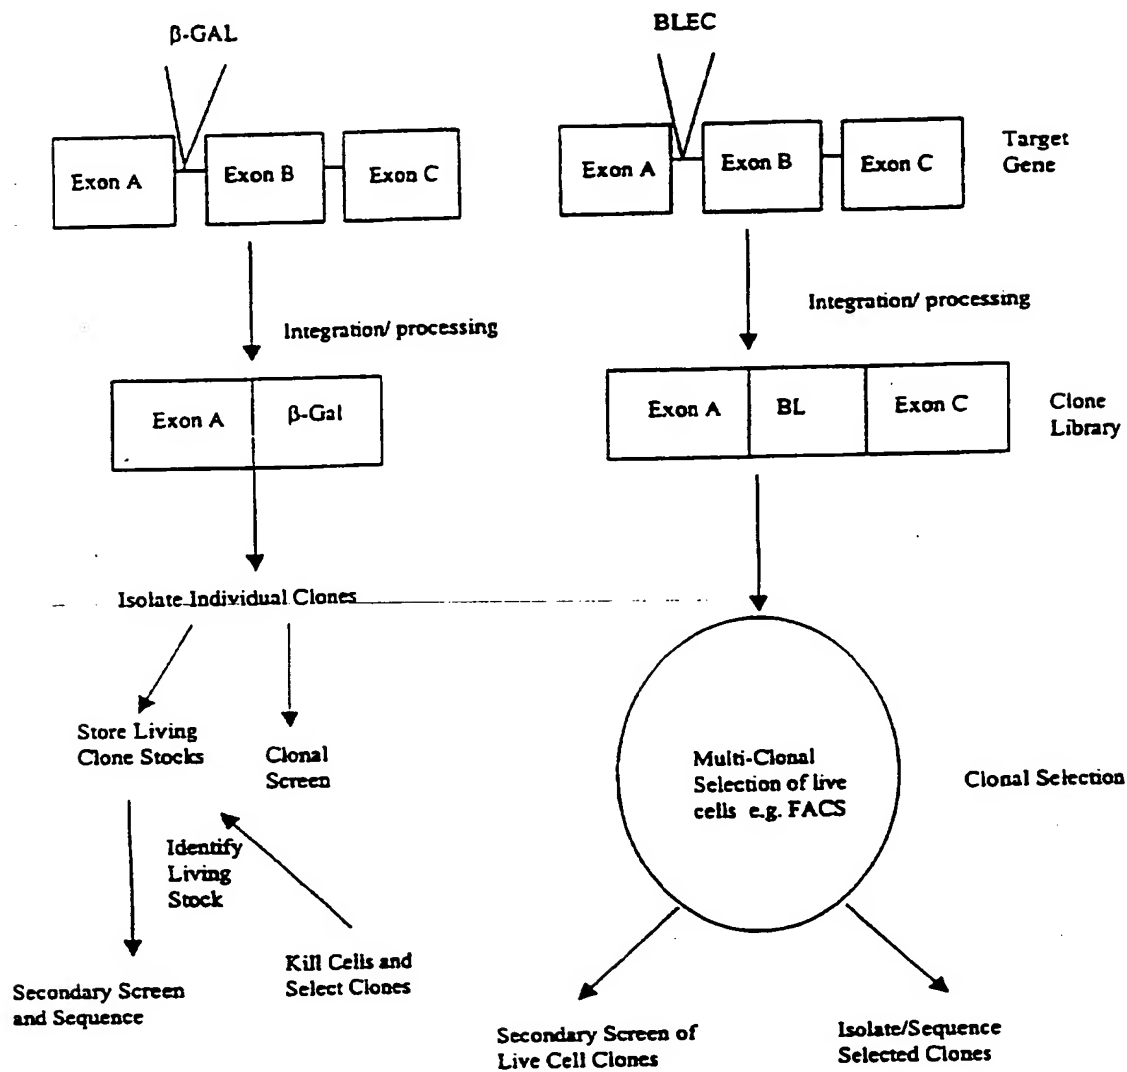 β-GAL
BLEC
Exon A
Exon B
Exon C
Exon A
Exon B
Exon C
Target
Gene
Integration/ processing
Integration/ processing
Exon A
β-Gal
Exon A
BL
Exon C
Clone
Library
Isolate Individual Clones
Store Living
Clone Stocks
Clonal
Screen
Multi-Clonal
Selection of live
cells e.g. FACS
Clonal Selection
Identify
Living
Stock
Kill Cells and
Select Clones
Secondary Screen
and Sequence
Secondary Screen of
Live Cell Clones
Isolate/Sequence
Selected Clones